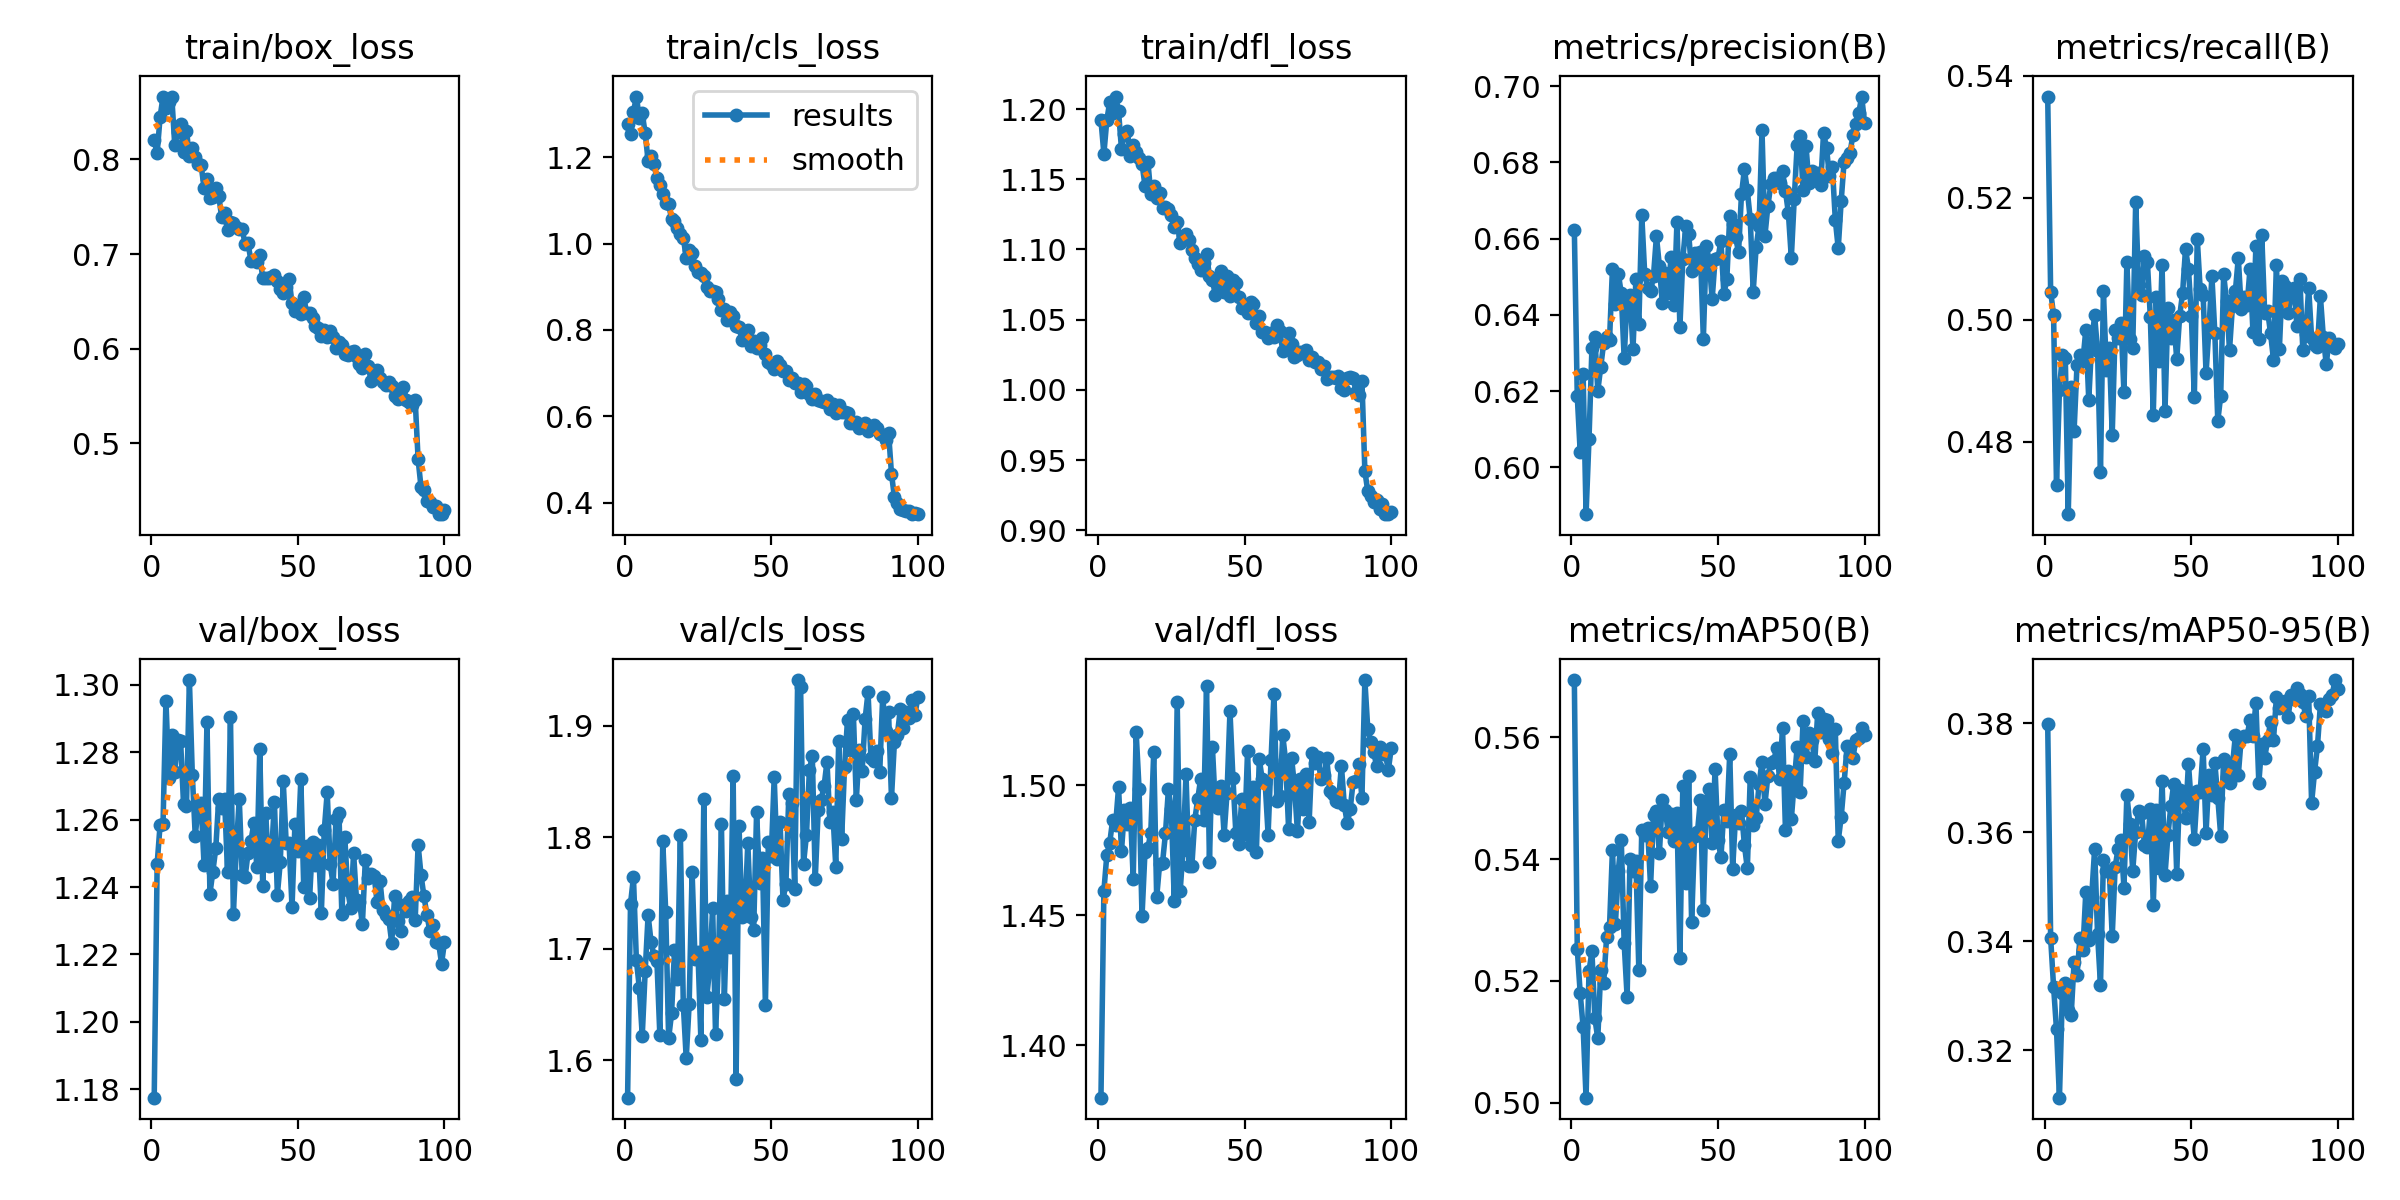 train/box_loss
train/cls_loss
train/dfl_loss
metrics/precision(B)
metrics/recall(B)
0.8
0.7
0.6
0.5
0 50 100
results
smooth
1.2
1.0
0.8
0.6
0.4
0 50 100
1.20
1.15
1.10
1.05
1.00
0.95
0.90
0 50 100
0.70
0.68
0.66
0.64
0.62
0.60
0 50 100
0.54
0.52
0.50
0.48
0 50 100
val/box_loss
val/cls_loss
val/dfl_loss
metrics/mAP50(B)
metrics/mAP50-95(B)
1.30
1.28
1.26
1.24
1.22
1.20
1.18
0 50 100
1.9
1.8
1.7
1.6
0 50 100
1.50
1.45
1.40
0 50 100
0.56
0.54
0.52
0.50
0 50 100
0.38
0.36
0.34
0.32
0 50 100